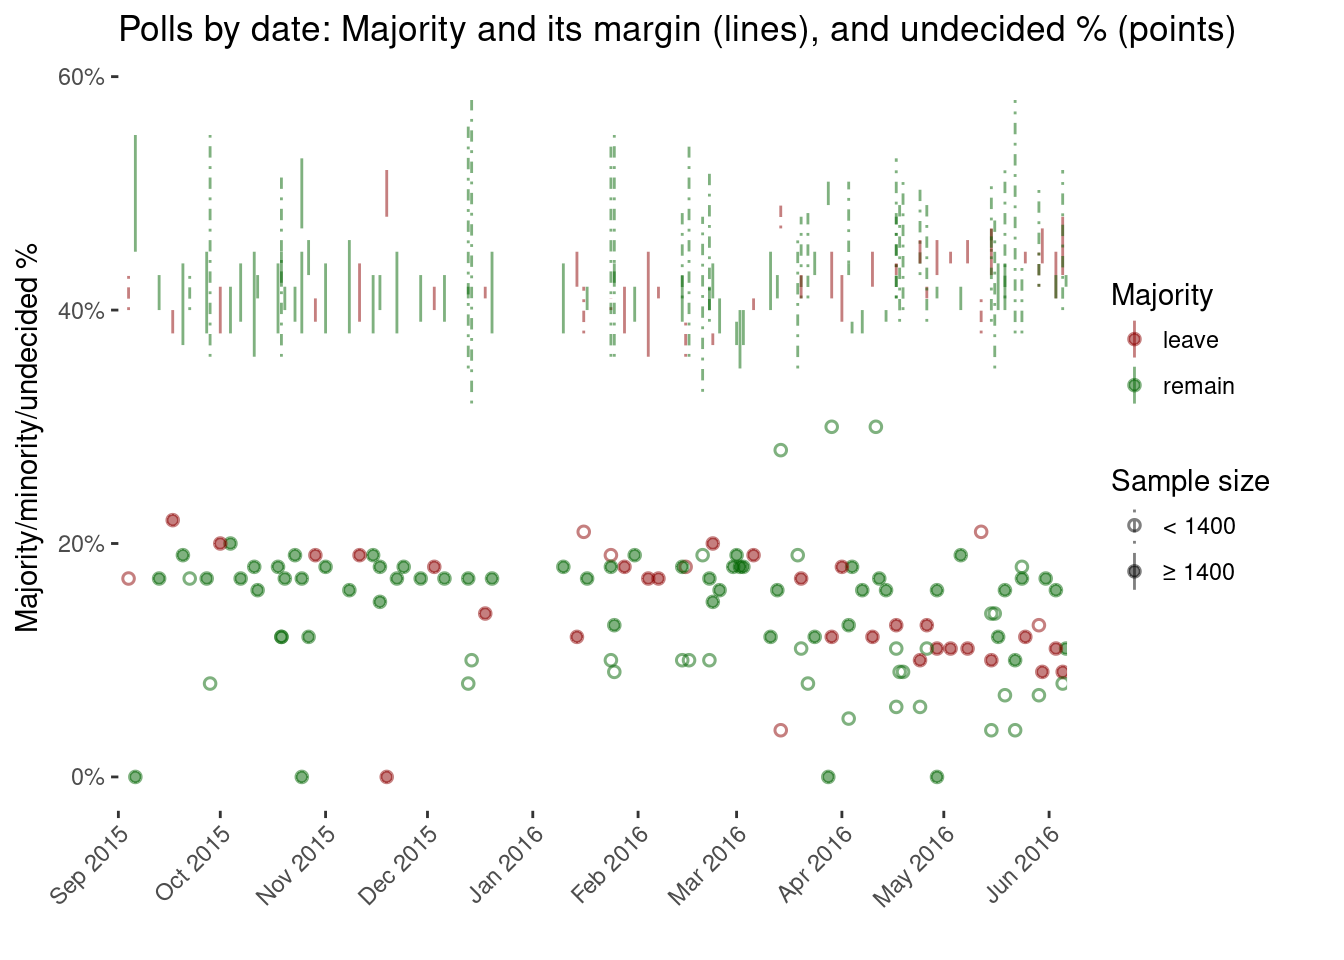 Polls by date: Majority and its margin (lines), and undecided % (points)
Majority/minority/undecided %
60%
40%
20%
0%
Sep 2015
Oct 2015
Nov 2015
Dec 2015
Jan 2016
Feb 2016
Mar 2016
Apr 2016
May 2016
Jun 2016
Majority
leave
remain
Sample size
< 1400
≥ 1400